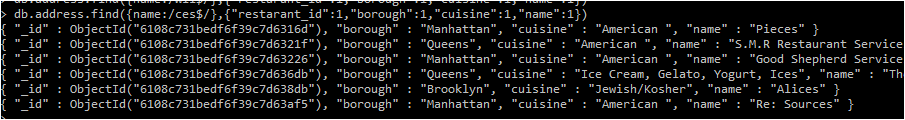 > db.address.find({name:/ces$/},{"restarant_id":1,"borough":1,"cuisine":1,"name":1})
{ "_id" : ObjectId("6108c731bedf6f39c7d6316d"), "borough" : "Manhattan", "cuisine" : "American ", "name" : "Pieces" }
{ "_id" : ObjectId("6108c731bedf6f39c7d6321f"), "borough" : "Queens", "cuisine" : "American ", "name" : "S.M.R Restaurant Service
{ "_id" : ObjectId("6108c731bedf6f39c7d63226"), "borough" : "Manhattan", "cuisine" : "American ", "name" : "Good Shepherd Service
{ "_id" : ObjectId("6108c731bedf6f39c7d636db"), "borough" : "Queens", "cuisine" : "Ice Cream, Gelato, Yogurt, Ices", "name" : "Th
{ "_id" : ObjectId("6108c731bedf6f39c7d638db"), "borough" : "Brooklyn", "cuisine" : "Jewish/Kosher", "name" : "Alices" }
{ "_id" : ObjectId("6108c731bedf6f39c7d63af5"), "borough" : "Manhattan", "cuisine" : "American ", "name" : "Re: Sources" }